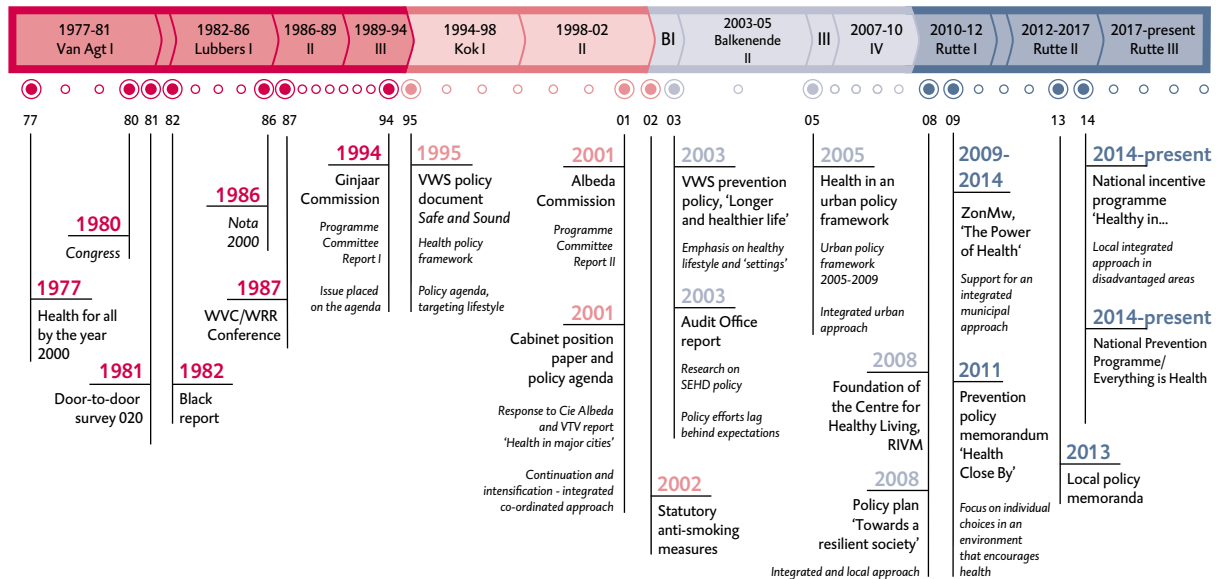 1977-81
Van Agt I
1982-86
Lubbers I
1986-89
II
1989-94
III
1994-98
Kok I
1998-02
II
BI
2003-05
Balkenende
II
III
2007-10
IV
2010-12
Rutte I
2012-2017
Rutte II
2017-present
Rutte III
77 80 81 82 86 87 94 95 01 02 03 05 08 09 13 14
1977
Health for all
by the year
2000
1980
Congress
1981
Door-to-door
survey 020
1982
Black
report
1986
Nota
2000
1987
WVC/WRR
Conference
1994
Ginjaar
Commission
Programme
Committee
Report I
Issue placed
on the agenda
1995
VWS policy
document
Safe and Sound
Health policy
framework
Policy agenda,
targeting lifestyle
2001
Albeda
Commission
Programme
Committee
Report II
2001
Cabinet position
paper and
policy agenda
Response to Cie Albeda
and VTV report
‘Health in major cities’
Continuation and
intensification - integrated
co-ordinated approach
2002
Statutory
anti-smoking
measures
2003
VWS prevention
policy, ‘Longer
and healthier life’
Emphasis on healthy
lifestyle and ‘settings’
2003
Audit Office
report
Research on
SEHD policy
Policy efforts lag
behind expectations
2005
Health in an
urban policy
framework
Urban policy
framework
2005-2009
Integrated urban
approach
2008
Foundation of
the Centre for
Healthy Living,
RIVM
2008
Policy plan
‘Towards a
resilient society’
Integrated and local approach
2009-
2014
ZonMw,
‘The Power
of Health‘
Support for an
integrated
municipal
approach
2011
Prevention
policy
memorandum
‘Health
Close By’
Focus on individual
choices in an
environment
that encourages
health
2013
Local policy
memoranda
2014-present
National incentive
programme
‘Healthy in...
Local integrated
approach in
disadvantaged areas
2014-present
National Prevention
Programme/
Everything is Health